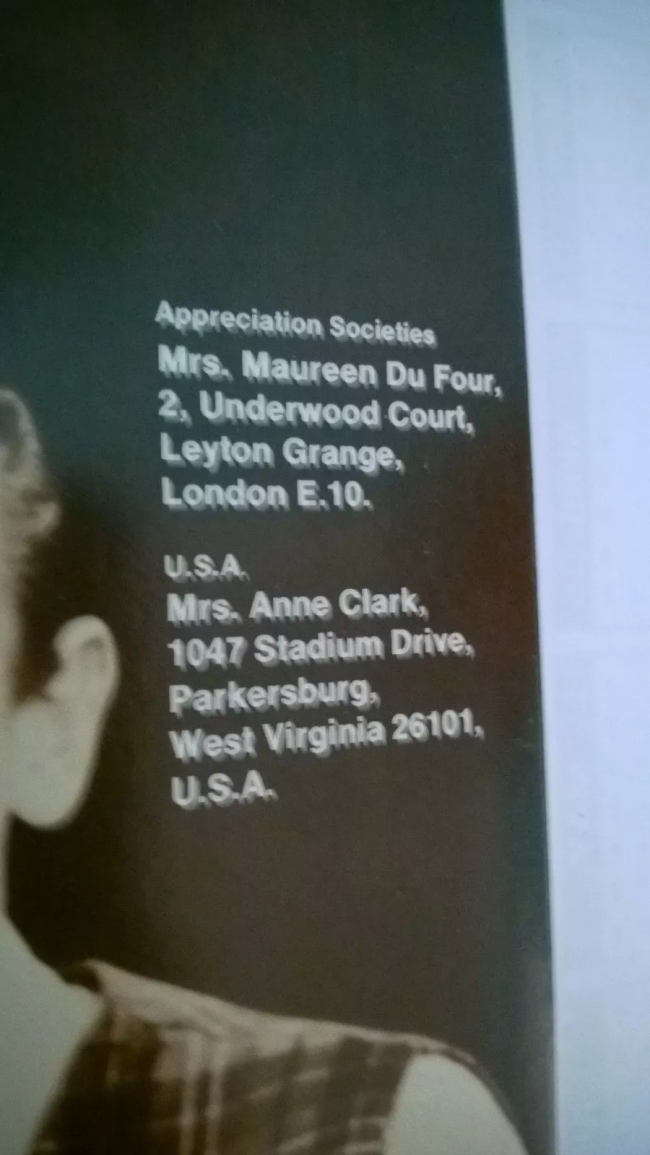 Appreciation Societies
Mrs. Maureen Du Four,
2, Underwood Court,
Leyton Grange,
London E.10.
U.S.A.
Mrs. Anne Clark,
1047 Stadium Drive,
Parkersburg,
West Virginia 26101,
U.S.A.